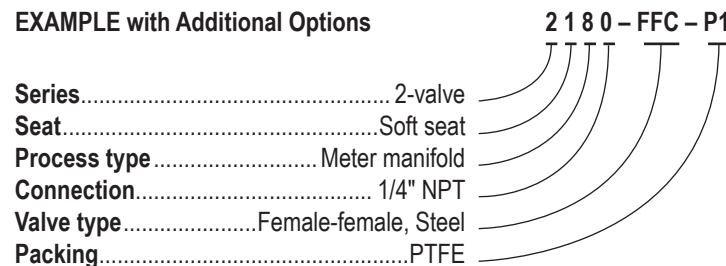 EXAMPLE with Additional Options 2 1 8 0 – FFC – P1
Series.......................................... 2-valve
Seat...........................................Soft seat
Process type...................... Meter manifold
Connection................................ 1/4" NPT
Valve type..................Female-female, Steel
Packing..........................................PTFE